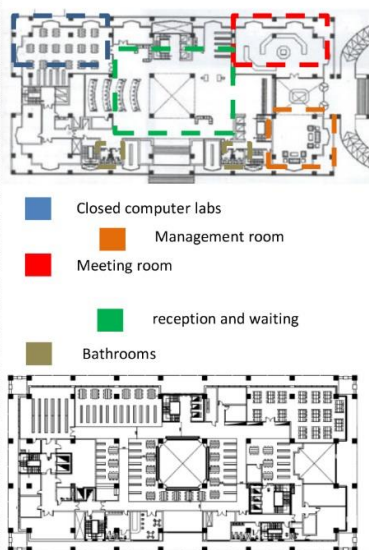 Closed computer labs
Management room
Meeting room
reception and waiting
Bathrooms